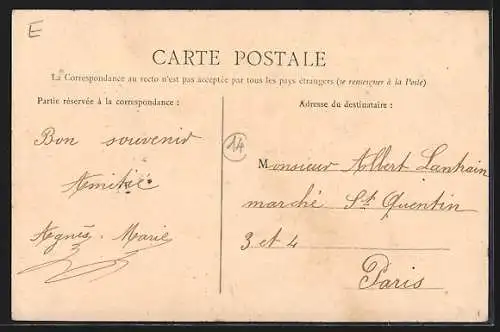 E
CARTE POSTALE
La Correspondance au recto n'est pas acceptée par tous les pays étrangers (se renseigner à la Poste)
Partie réservée à la correspondance :
Adresse du destinataire :
Bon souvenir
Amitié
Agnès. Marie
14
Monsieur Albert Lanhain
marché St Quentin
3 et 4
Paris